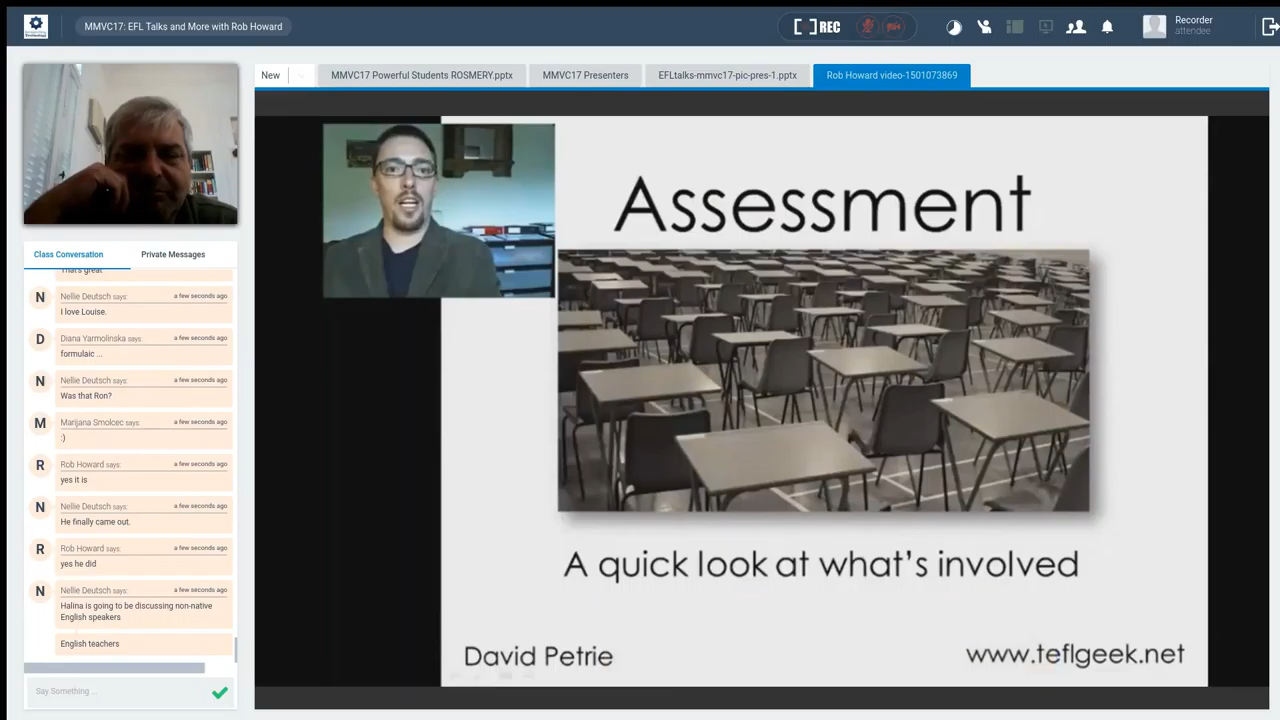 MMVC17: EFL Talks and More with Rob Howard
REC
Recorder
attendee
New
MMVC17 Powerful Students ROSMERY.pptx
MMVC17 Presenters
EFLtalks-mmvc17-pic-pres-1.pptx
Rob Howard video-1501073869
Class Conversation
Private Messages
That's great
Nellie Deutsch says: a few seconds ago
I love Louise.
Diana Yarmolinska says: a few seconds ago
formulaic ...
Nellie Deutsch says: a few seconds ago
Was that Ron?
Marijana Smolcec says: a few seconds ago
:)
Rob Howard says: a few seconds ago
yes it is
Nellie Deutsch says: a few seconds ago
He finally came out.
Rob Howard says: a few seconds ago
yes he did
Nellie Deutsch says: a few seconds ago
Halina is going to be discussing non-native
English speakers
English teachers
Say Something ...
N
D
N
M
R
N
R
N
Assessment
A quick look at what's involved
David Petrie
www.teflgeek.net